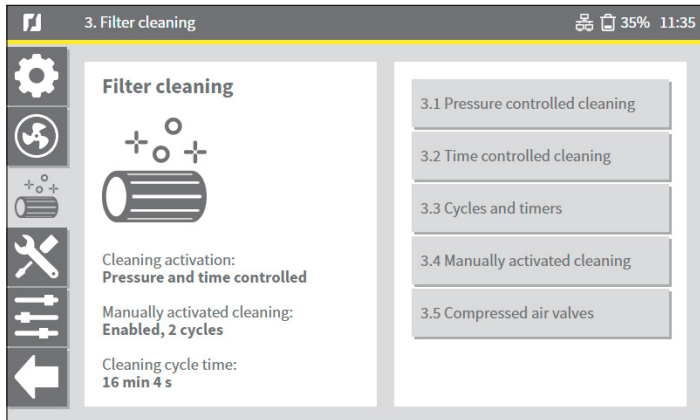 3. Filter cleaning
35% 11:35
Filter cleaning
Cleaning activation:
Pressure and time controlled
Manually activated cleaning:
Enabled, 2 cycles
Cleaning cycle time:
16 min 4 s
3.1 Pressure controlled cleaning
3.2 Time controlled cleaning
3.3 Cycles and timers
3.4 Manually activated cleaning
3.5 Compressed air valves